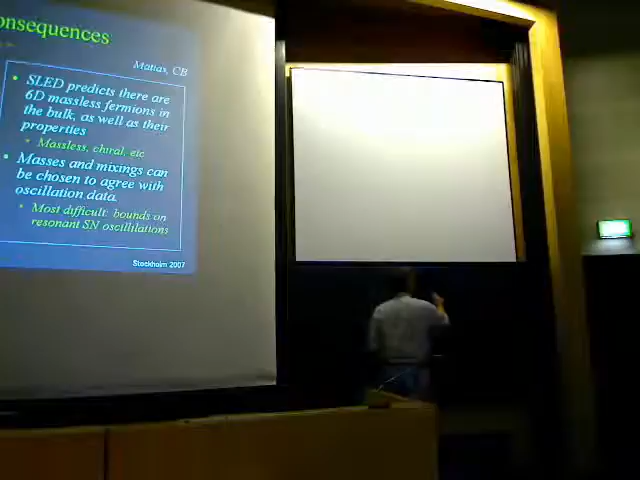 onsequences
Matias, CB
• SLED predicts there are
6D massless fermions in
the bulk, as well as their
properties
• Massless, chiral, etc
• Masses and mixings can
be chosen to agree with
oscillation data.
• Most difficult: bounds on
resonant SN oscillilations
Stockholm 2007